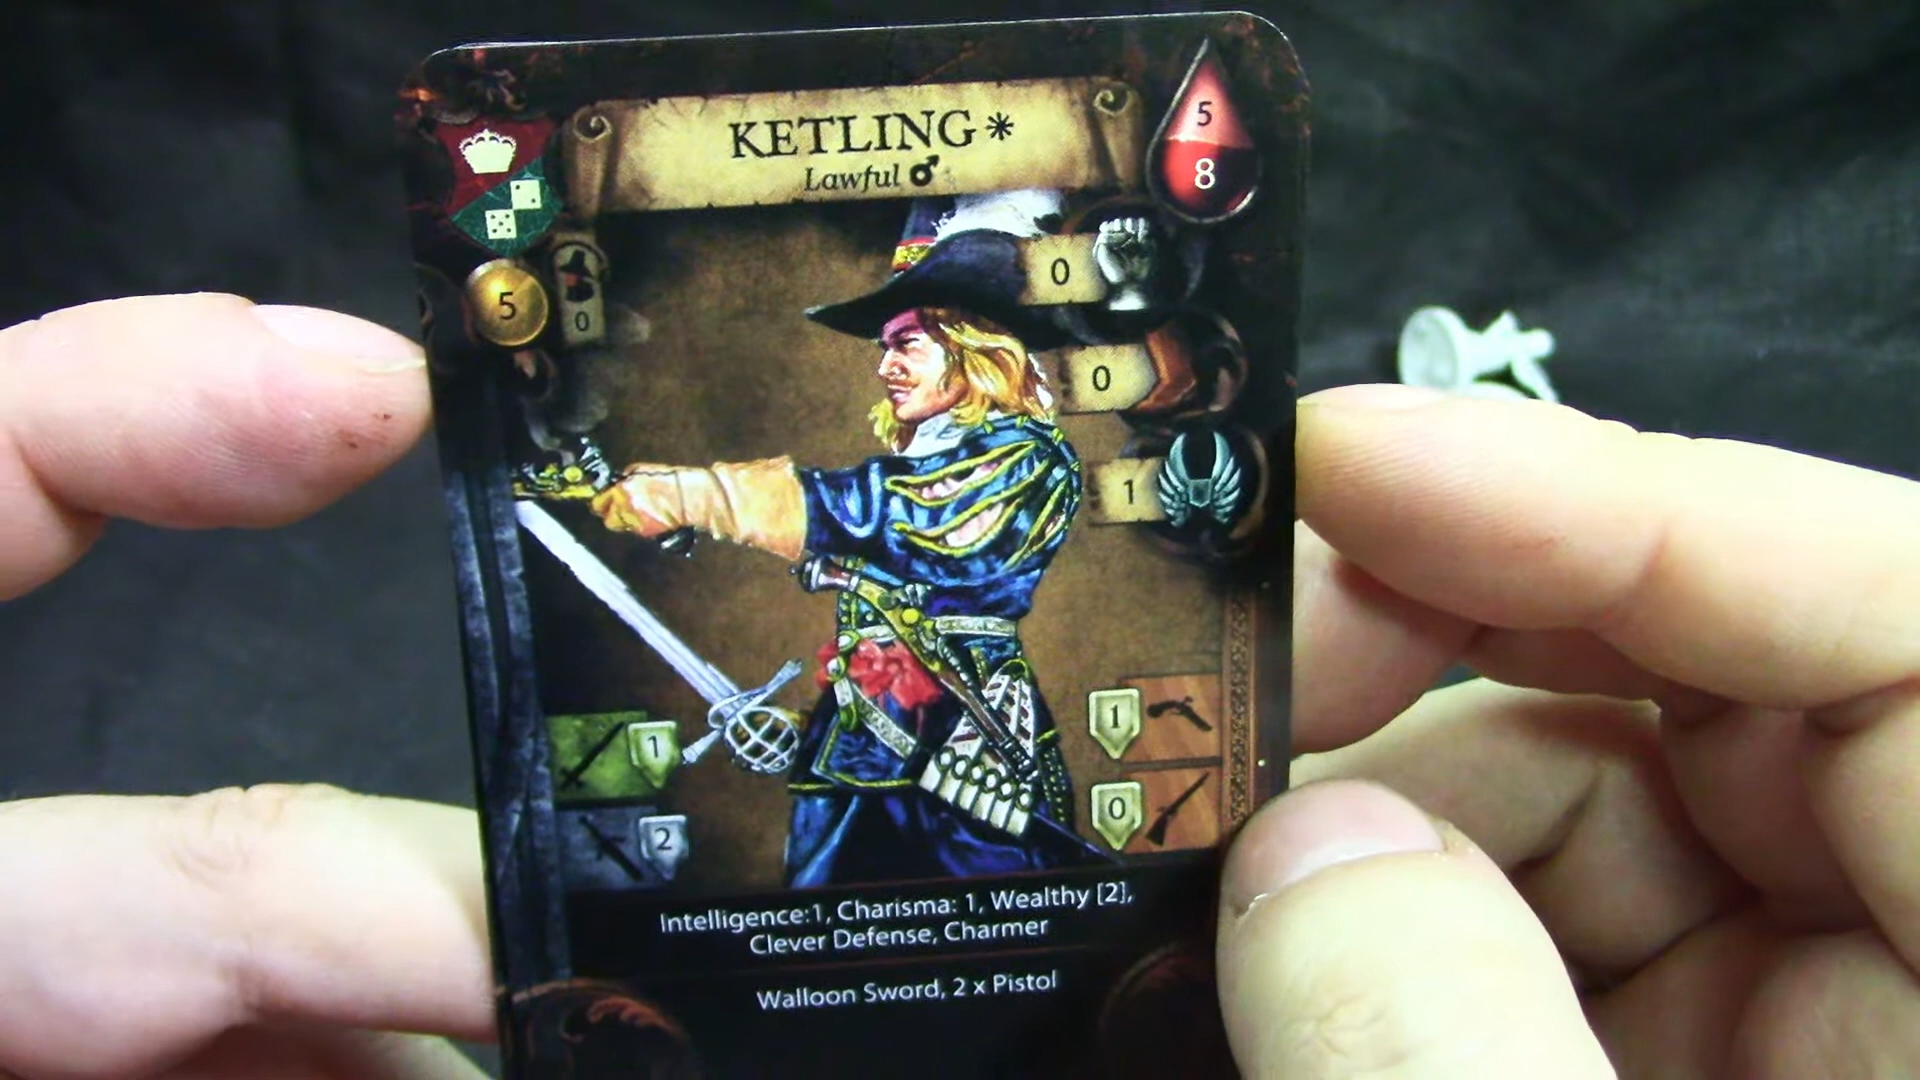 KETLING*
Lawful ♂
5
8
5
0
0
0
1
1
2
1
0
Intelligence:1, Charisma: 1, Wealthy [2],
Clever Defense, Charmer
Walloon Sword, 2 x Pistol